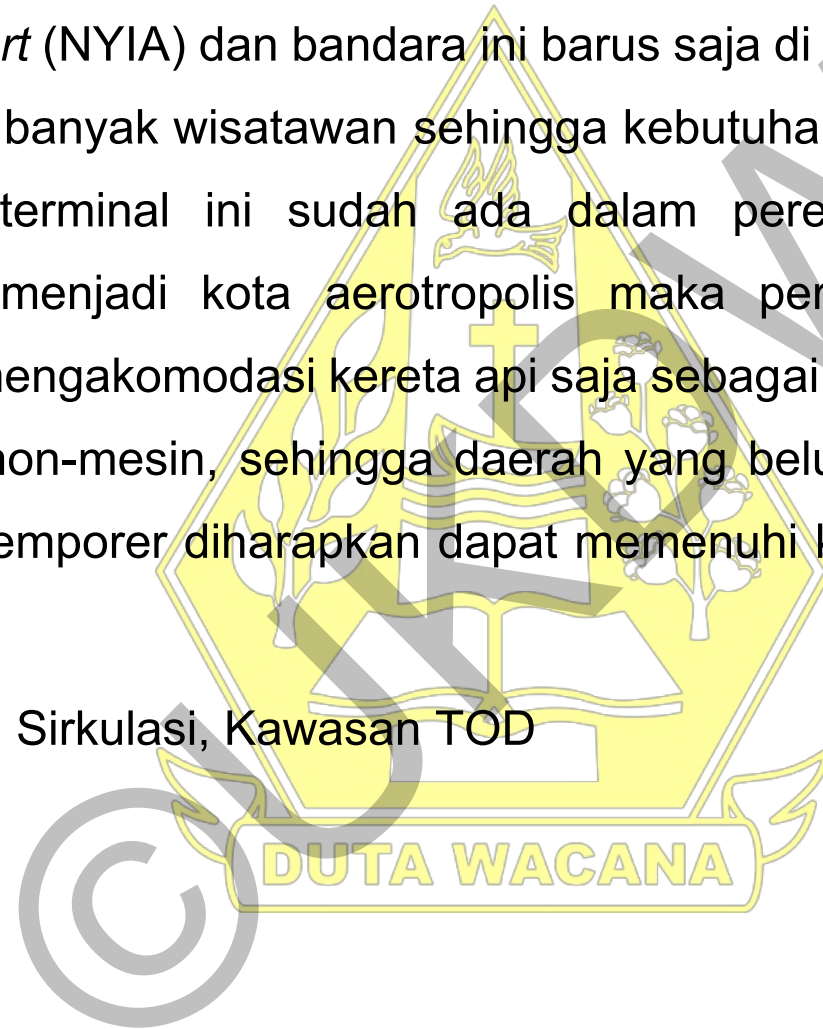 rt (NYIA) dan bandara ini barus saja di
banyak wisatawan sehingga kebutuha
terminal ini sudah ada dalam pere
menjadi kota aerotropolis maka per
mengakomodasi kereta api saja sebagai
non-mesin, sehingga daerah yang belu
emporer diharapkan dapat memenuhi k
Sirkulasi, Kawasan TOD
DUTA WACANA
©UKDW